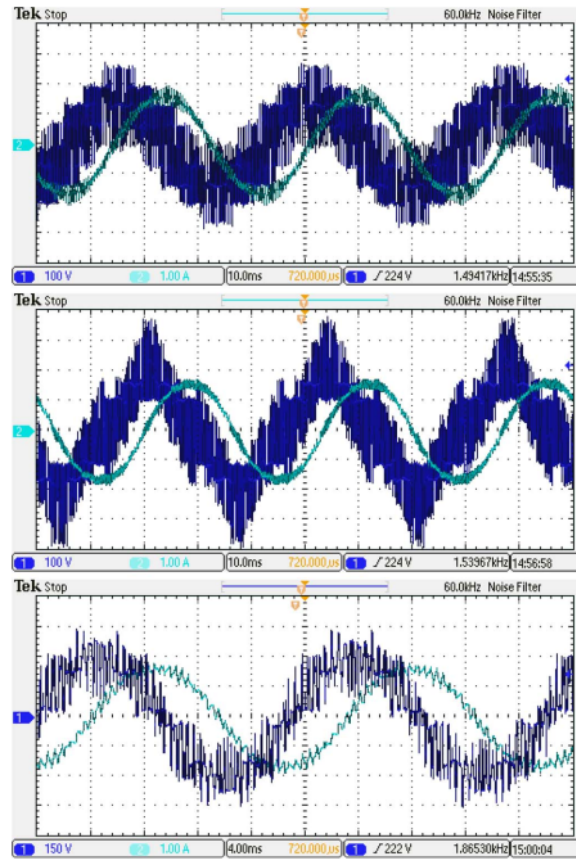 Tek Stop 60.0kHz Noise Filter
2
1 100 V 2 1.00 A 10.0ms 720.000µs 1 ∫ 224 V 1.49417kHz 14:55:35
Tek Stop 60.0kHz Noise Filter
2
1 100 V 2 1.00 A 10.0ms 720.000µs 1 ∫ 224 V 1.53967kHz 14:56:58
Tek Stop 60.0kHz Noise Filter
1
1 150 V 2 1.00 A 4.00ms 720.000µs 1 ∫ 222 V 1.86530kHz 15:00:04